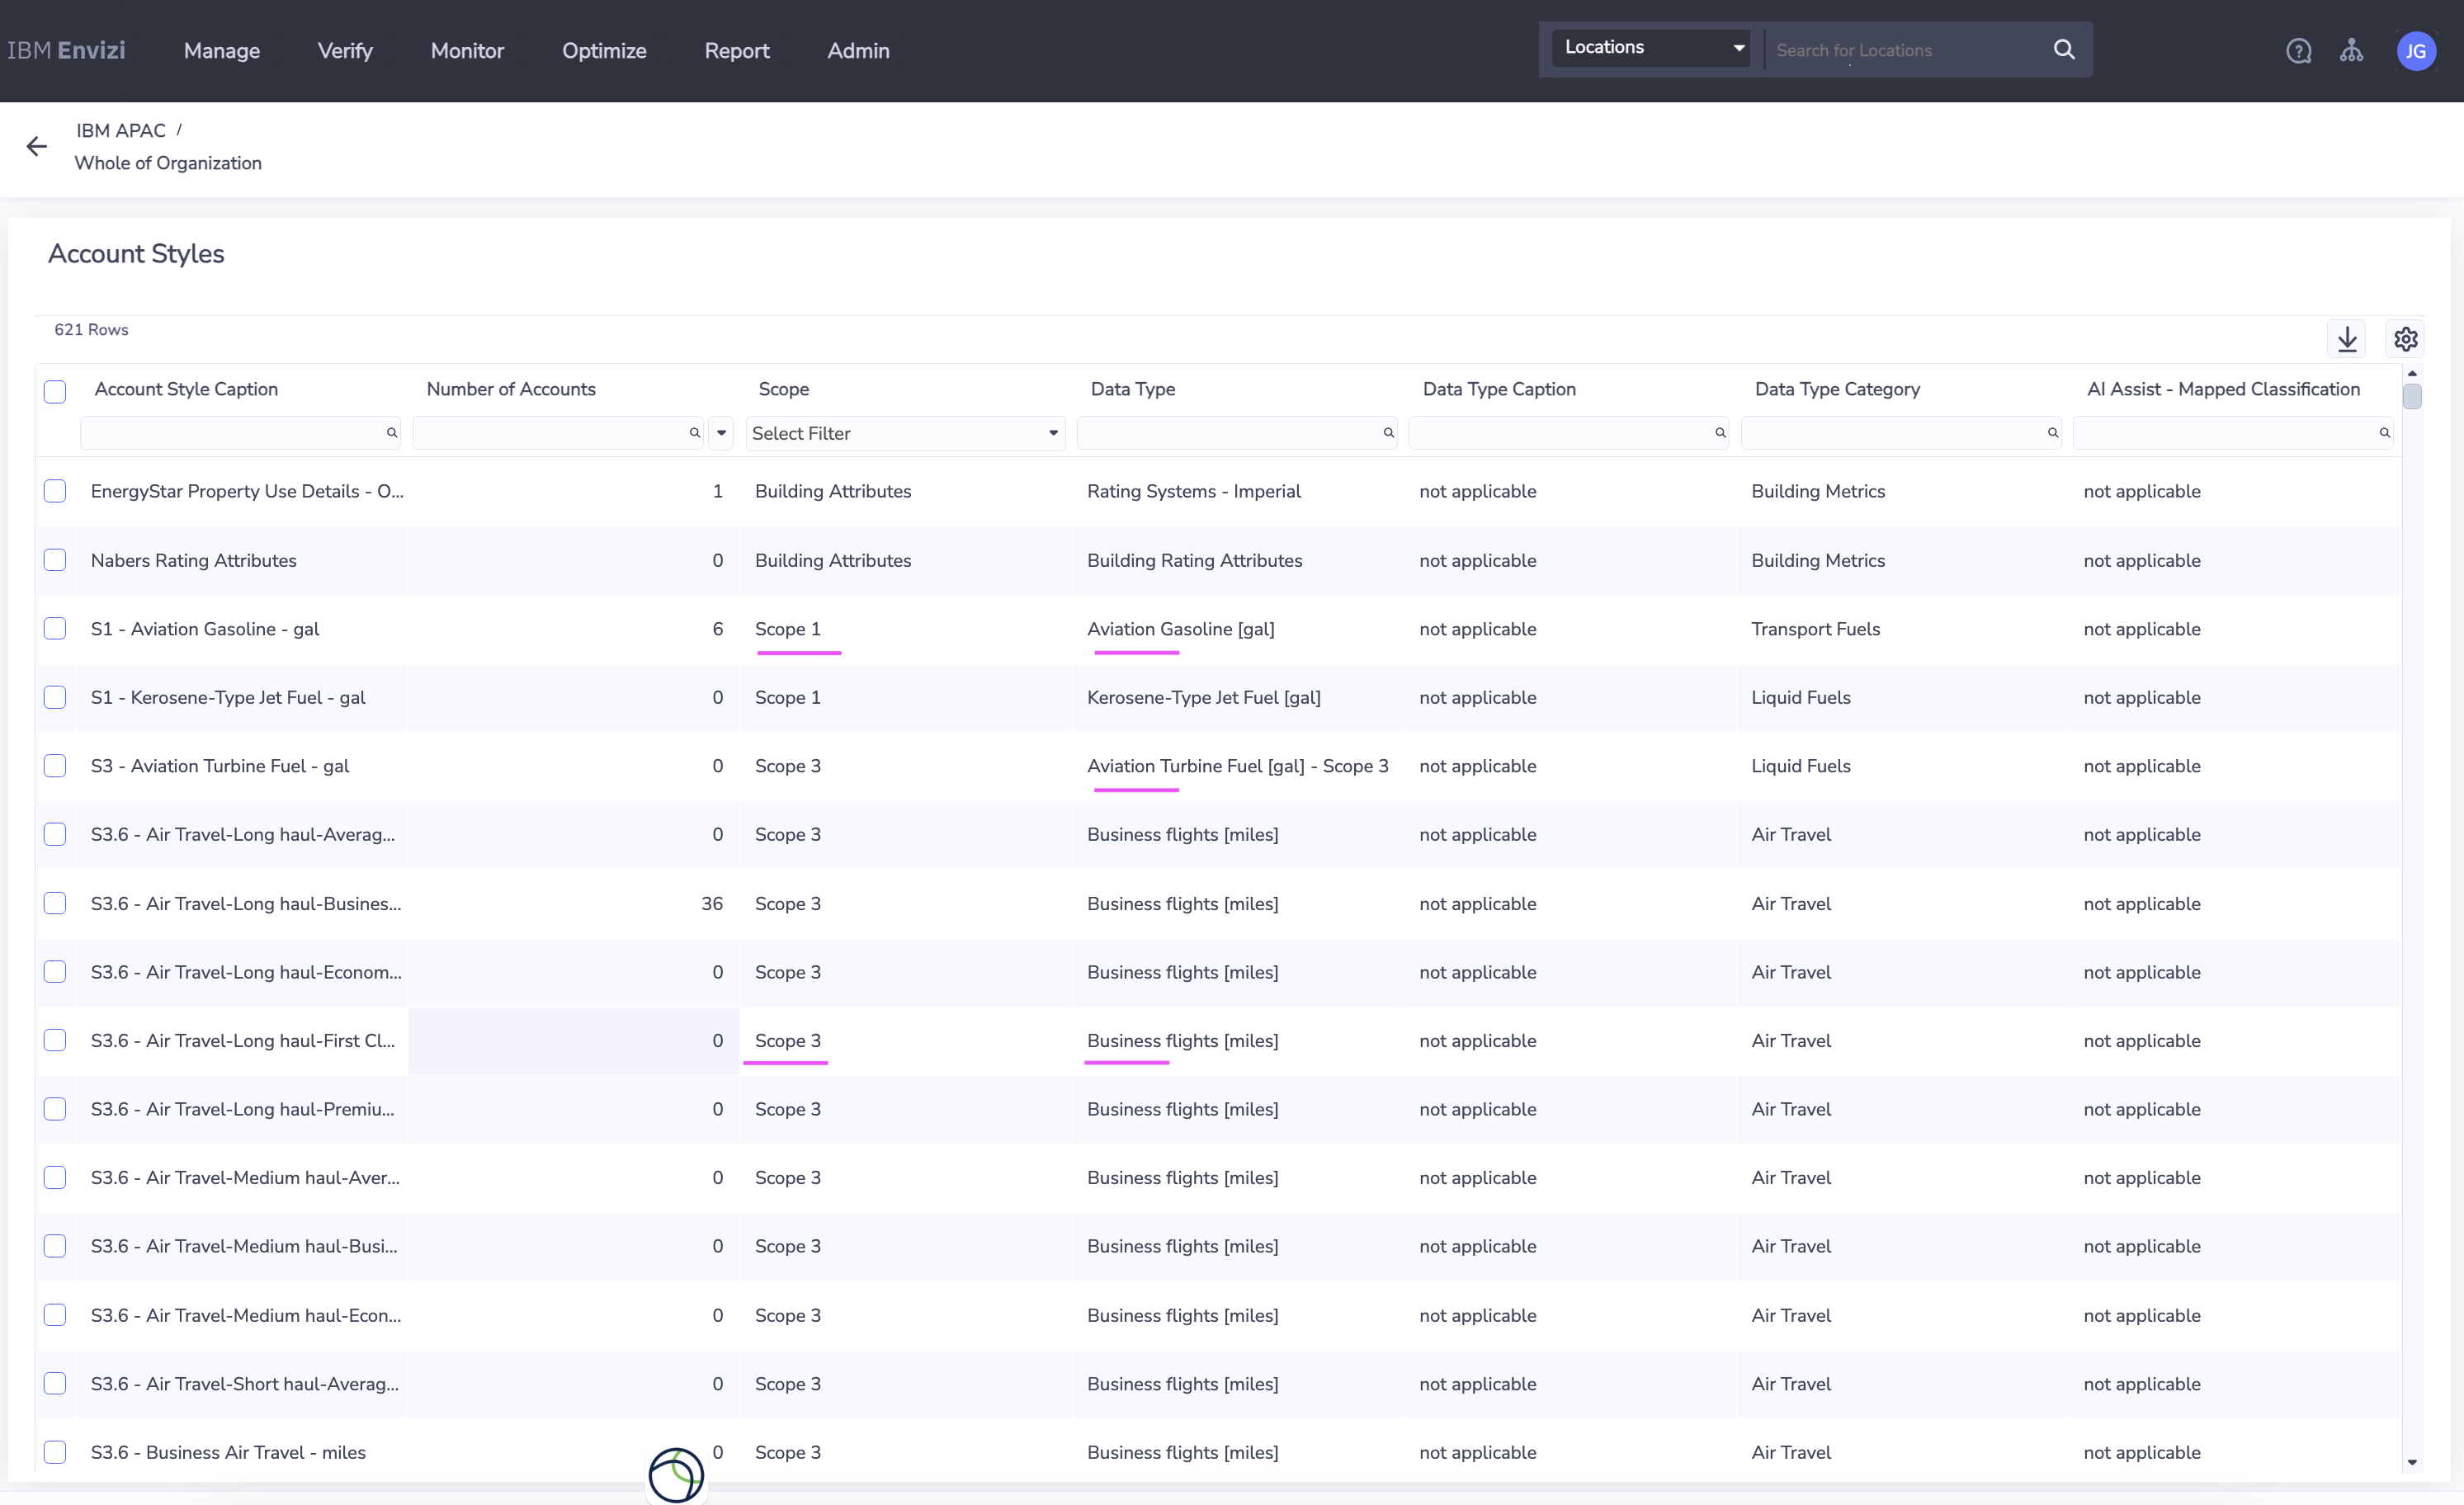 IBM Envizi Manage Verify Monitor Optimize Report Admin Locations Search for Locations JG
IBM APAC /
Whole of Organization
Account Styles
621 Rows
Account Style Caption Number of Accounts Scope Data Type Data Type Caption Data Type Category AI Assist - Mapped Classification
Select Filter
EnergyStar Property Use Details - O... 1 Building Attributes Rating Systems - Imperial not applicable Building Metrics not applicable
Nabers Rating Attributes 0 Building Attributes Building Rating Attributes not applicable Building Metrics not applicable
S1 - Aviation Gasoline - gal 6 Scope 1 Aviation Gasoline [gal] not applicable Transport Fuels not applicable
S1 - Kerosene-Type Jet Fuel - gal 0 Scope 1 Kerosene-Type Jet Fuel [gal] not applicable Liquid Fuels not applicable
S3 - Aviation Turbine Fuel - gal 0 Scope 3 Aviation Turbine Fuel [gal] - Scope 3 not applicable Liquid Fuels not applicable
S3.6 - Air Travel-Long haul-Averag... 0 Scope 3 Business flights [miles] not applicable Air Travel not applicable
S3.6 - Air Travel-Long haul-Busines... 36 Scope 3 Business flights [miles] not applicable Air Travel not applicable
S3.6 - Air Travel-Long haul-Econom... 0 Scope 3 Business flights [miles] not applicable Air Travel not applicable
S3.6 - Air Travel-Long haul-First Cl... 0 Scope 3 Business flights [miles] not applicable Air Travel not applicable
S3.6 - Air Travel-Long haul-Premiu... 0 Scope 3 Business flights [miles] not applicable Air Travel not applicable
S3.6 - Air Travel-Medium haul-Aver... 0 Scope 3 Business flights [miles] not applicable Air Travel not applicable
S3.6 - Air Travel-Medium haul-Busi... 0 Scope 3 Business flights [miles] not applicable Air Travel not applicable
S3.6 - Air Travel-Medium haul-Econ... 0 Scope 3 Business flights [miles] not applicable Air Travel not applicable
S3.6 - Air Travel-Short haul-Averag... 0 Scope 3 Business flights [miles] not applicable Air Travel not applicable
S3.6 - Business Air Travel - miles 0 Scope 3 Business flights [miles] not applicable Air Travel not applicable